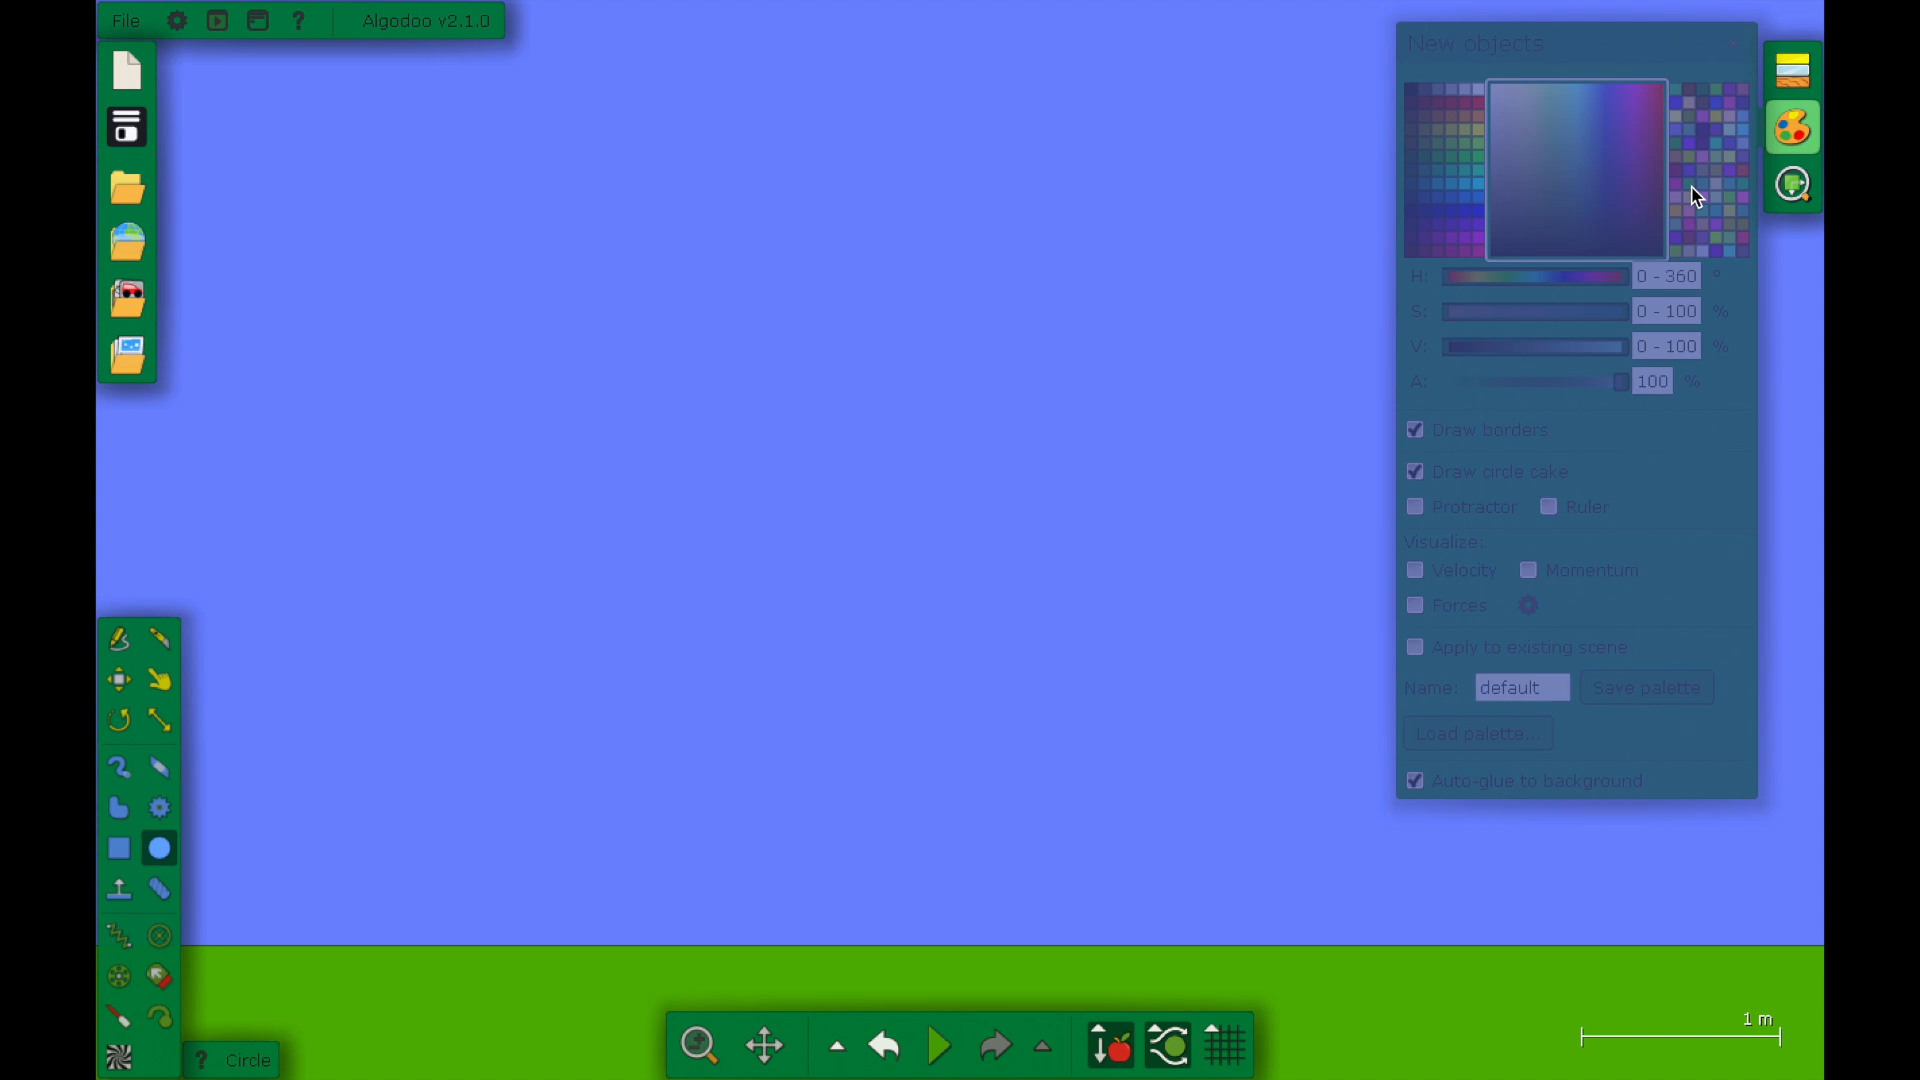 File ? Algodoo v2.1.0
New objects
H: 0 - 360 °
S: 0 - 100 %
V: 0 - 100 %
A: 100 %
Draw borders
Draw circle cake
Protractor Ruler
Visualize:
Velocity Momentum
Forces
Apply to existing scene
Name: default Save palette
Load palette...
Auto-glue to background
1 m
? Circle